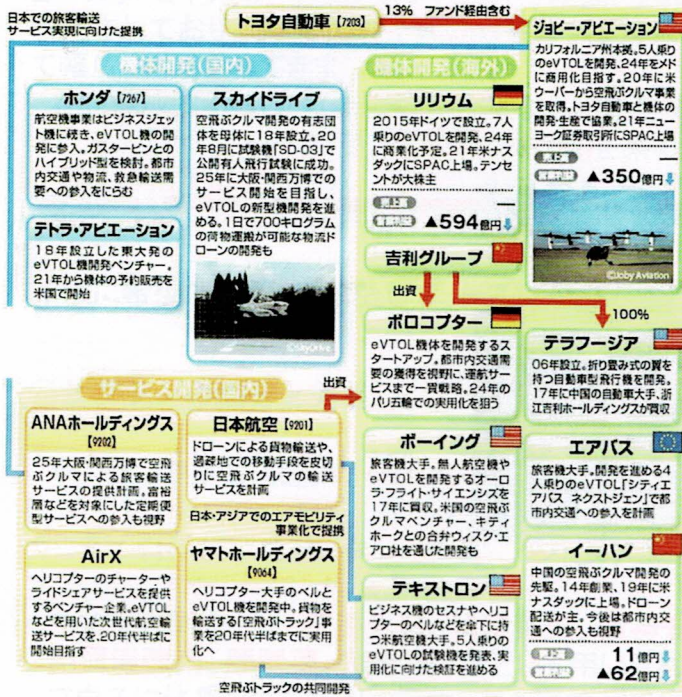 日本での旅客輸送
サービス実現に向けた提携
トヨタ自動車【7203】
13% ファンド経由含む
ジョビー・アビエーション
カリフォルニア州本拠。5人乗り
のeVTOLを開発、24年をメド
に商用化目指す。20年に米
ウーバーから空飛ぶクルマ事業
を取得。トヨタ自動車と機体の
開発・生産で協業。21年ニュー
ヨーク証券取引所にSPAC上場
売上高 ―
営業利益 ▲350億円
©Joby Aviation
機体開発(国内)
ホンダ【7267】
航空機事業はビジネスジェッ
ト機に続き、eVTOL機の開
発に参入。ガスタービンとの
ハイブリッド型を検討。都市
内交通や物流、救急輸送需
要への参入をにらむ
テトラ・アビエーション
18年設立した東大発の
eVTOL機開発ベンチャー。
21年から機体の予約販売を
米国で開始
スカイドライブ
空飛ぶクルマ開発の有志団
体を母体に18年設立。20
年8月に試験機「SD-03」で
公開有人飛行試験に成功。
25年に大阪・関西万博での
サービス開始を目指し、
eVTOLの新型機開発を進
める。1日で700キログラム
の荷物運搬が可能な物流ド
ローンの開発も
©SkyDrive
機体開発(海外)
リリウム
2015年ドイツで設立。7人
乗りのeVTOLを開発、24年
に商業化予定。21年米ナス
ダックにSPAC上場。テンセ
ントが大株主
売上高 ―
営業利益 ▲594億円
吉利グループ
出資
100%
ボロコプター
eVTOL機体を開発するス
タートアップ。都市内交通需
要の獲得を視野に、運航サー
ビスまで一貫戦略。24年の
パリ五輪での実用化を狙う
テラフージア
06年設立。折り畳み式の翼を
持つ自動車型飛行機を開発。
17年に中国の自動車大手、浙
江吉利ホールディングスが買収
ボーイング
旅客機大手。無人航空機や
eVTOLを開発するオーロ
ラ・フライト・サイエンシズを
17年に買収。米国の空飛ぶ
クルマベンチャー、キティ
ホークとの合弁ウィスク・エ
アロ社を通じた開発も
エアバス
旅客機大手。開発を進める4
人乗りのeVTOL「シティエ
アバス ネクストジェン」で都
市内交通への参入を計画
テキストロン
ビジネス機のセスナやヘリコ
プターのベルなどを傘下に持
つ米航空機大手。5人乗りの
eVTOLの試験機を発表、実
用化に向けた検証を進める
イーハン
中国の空飛ぶクルマ開発の
先駆。14年創業、19年に米
ナスダックに上場。ドローン
配送が主。今後は都市内交
通への参入も視野
売上高 11億円
営業利益 ▲62億円
サービス開発(国内)
出資
ANAホールディングス
【9202】
25年大阪・関西万博で空飛
ぶクルマによる旅客輸送
サービスの提供計画。富裕
層などを対象にした定期便
型サービスへの参入も視野
日本航空【9201】
ドローンによる貨物輸送や、
過疎地での移動手段を皮切
りに空飛ぶクルマの輸送
サービスを計画
日本・アジアでのエアモビリティ
事業化で提携
AirX
ヘリコプターのチャーターや
ライドシェアサービスを提供
するベンチャー企業。eVTOL
などを用いた次世代航空輸
送サービスを、20年代半ばに
開始目指す
ヤマトホールディングス
【9064】
ヘリコプター大手のベルと
eVTOL機を開発中。貨物を
輸送する「空飛ぶトラック」事
業を20年代半ばまでに実用
化へ
空飛ぶトラックの共同開発